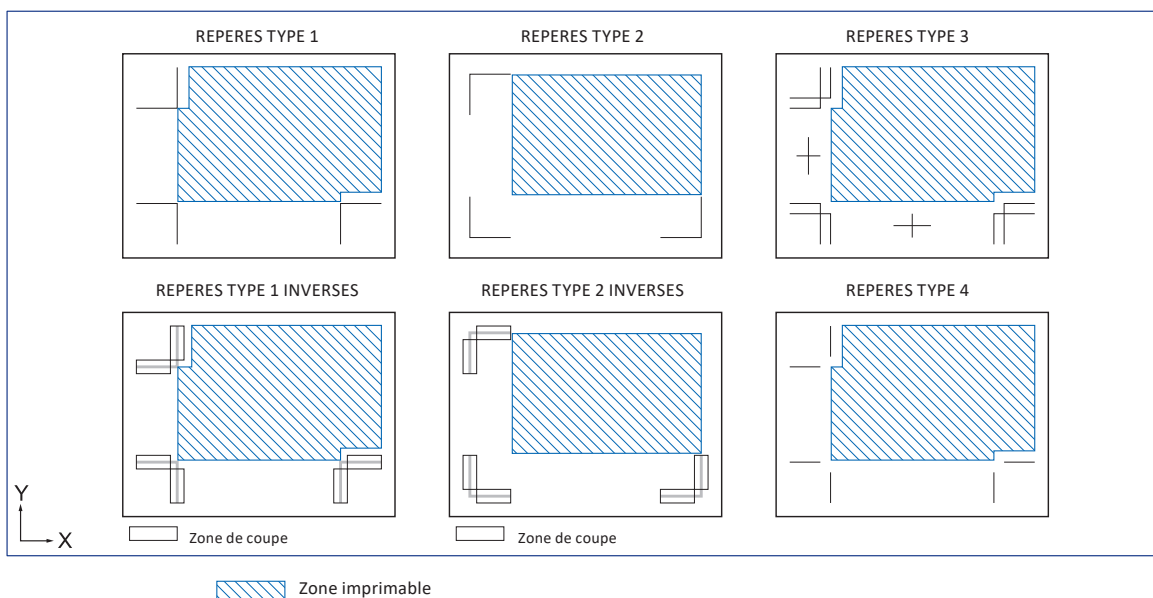 REPERES TYPE 1
REPERES TYPE 2
REPERES TYPE 3
REPERES TYPE 1 INVERSES
REPERES TYPE 2 INVERSES
REPERES TYPE 4
Y
X
Zone de coupe
Zone de coupe
Zone imprimable